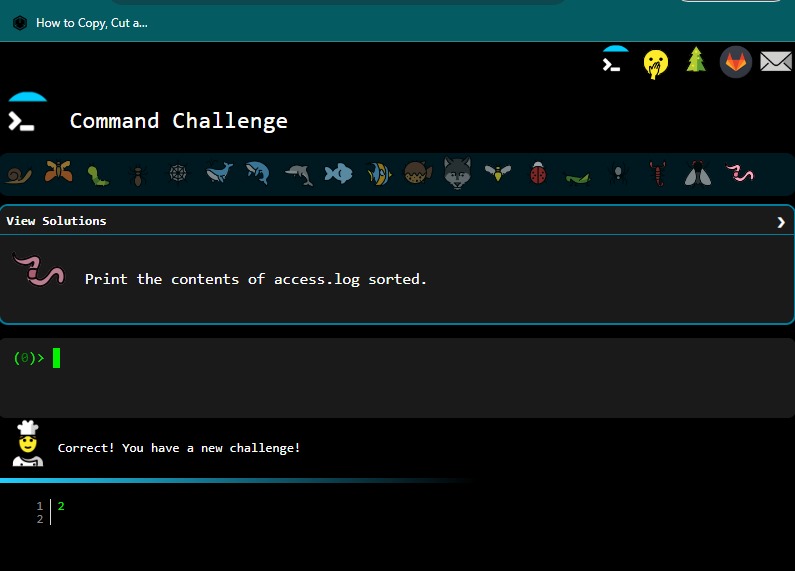 How to Copy, Cut a...
Command Challenge
View Solutions
Print the contents of access.log sorted.
(0)>
Correct! You have a new challenge!
1 2
2